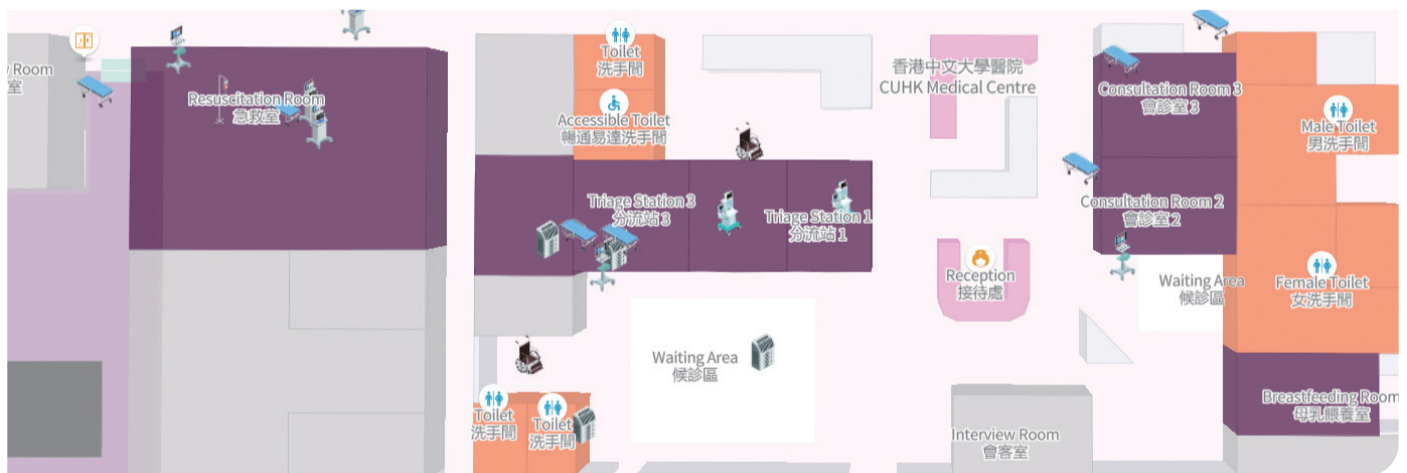 y Room
室
Resuscitation Room
急救室
Toilet
洗手間
Accessible Toilet
暢通易達洗手間
Triage Station 3
分流站 3
Triage Station 1
分流站 1
香港中文大學醫院
CUHK Medical Centre
Reception
接待處
Consultation Room 3
會診室 3
Consultation Room 2
會診室 2
Male Toilet
男洗手間
Waiting Area
候診區
Female Toilet
女洗手間
Waiting Area
候診區
Toilet
洗手間
Toilet
洗手間
Interview Room
會客室
Breastfeeding Room
母乳餵養室